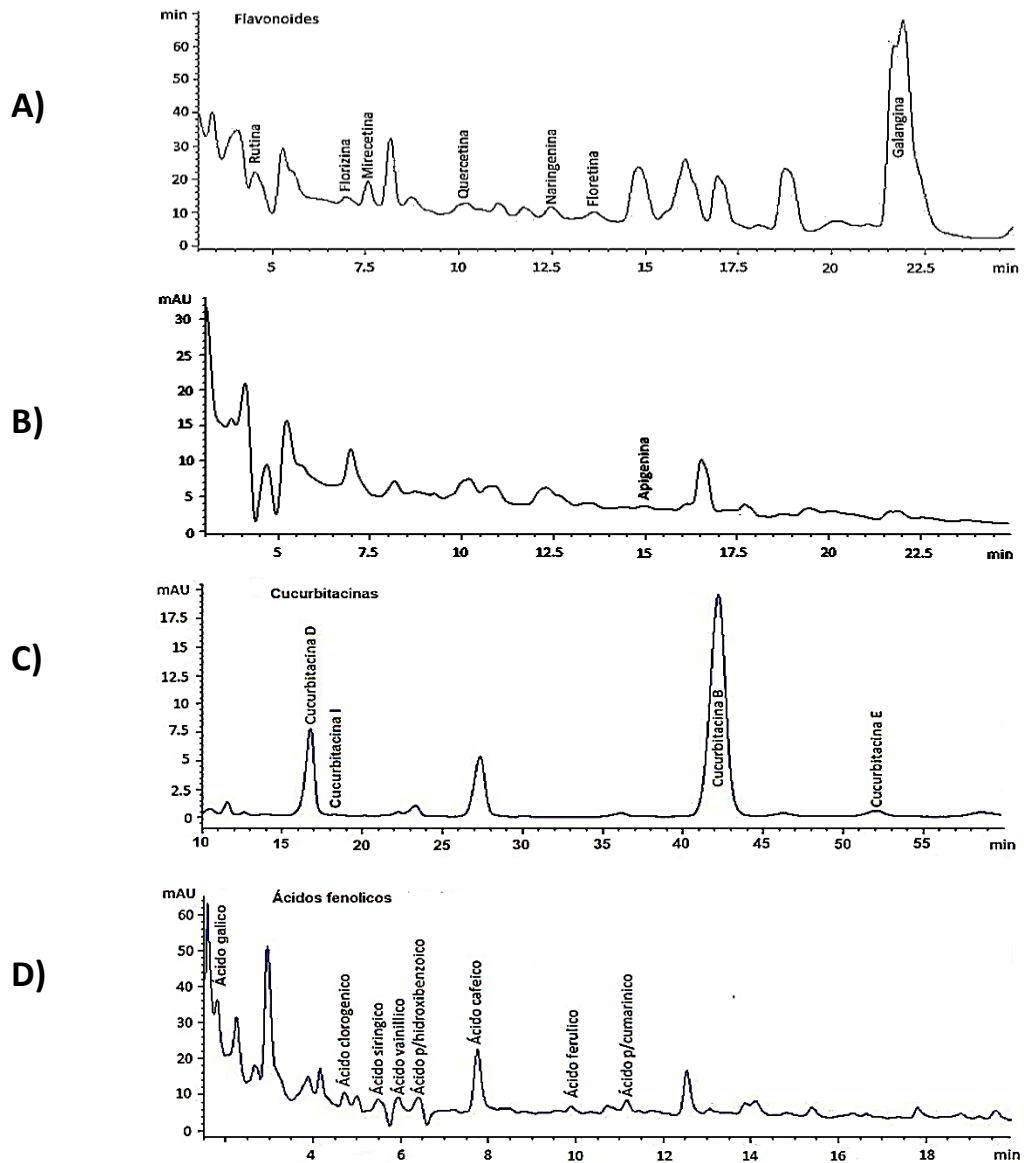 A)
min
Flavonoides
60
50
40
30
20
10
0
Rutina
Florizina
Mirecetina
Quercetina
Naringenina
Floretina
Galangina
5 7.5 10 12.5 15 17.5 20 22.5 min
B)
mAU
30
25
20
15
10
5
0
Apigenina
5 7.5 10 12.5 15 17.5 20 22.5 min
C)
mAU
Cucurbitacinas
17.5
15
12.5
10
7.5
5
2.5
0
Cucurbitacina D
Cucurbitacina I
Cucurbitacina B
Cucurbitacina E
10 15 20 25 30 35 40 45 50 55 min
D)
mAU
Ácidos fenolicos
60
50
40
30
20
10
0
Ácido galico
Ácido clorogenico
Ácido siringico
Ácido vainillico
Ácido p/hidroxibenzoico
Ácido cafeico
Ácido ferulico
Ácido p/cumarinico
4 6 8 10 12 14 16 18 min